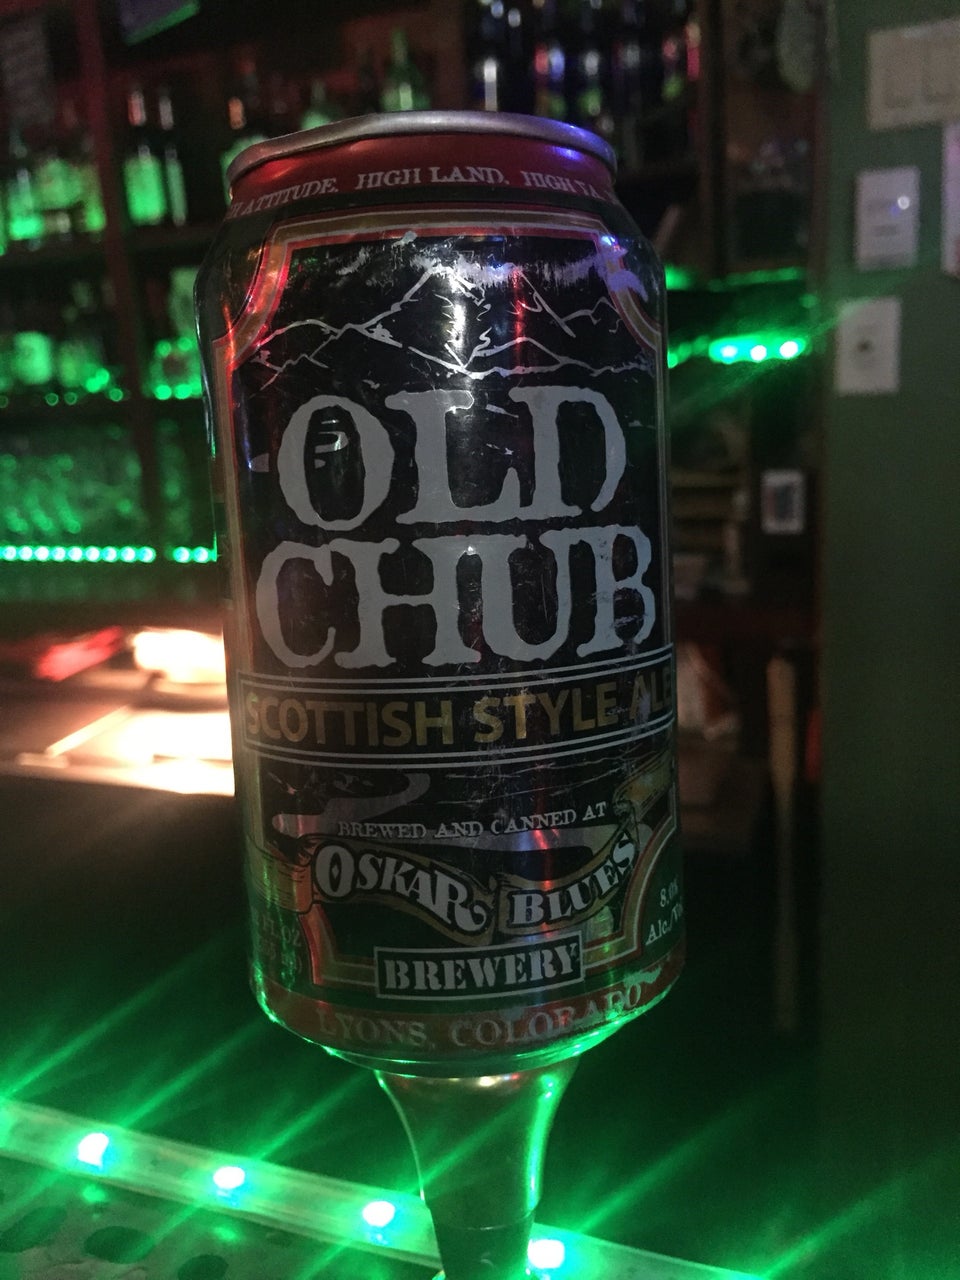 ATTITUDE. HIGH LAND. HIGH
OLD
CHUB
SCOTTISH STYLE ALE
BREWED AND CANNED AT
OSKAR BLUES
BREWERY
LYONS, COLORADO